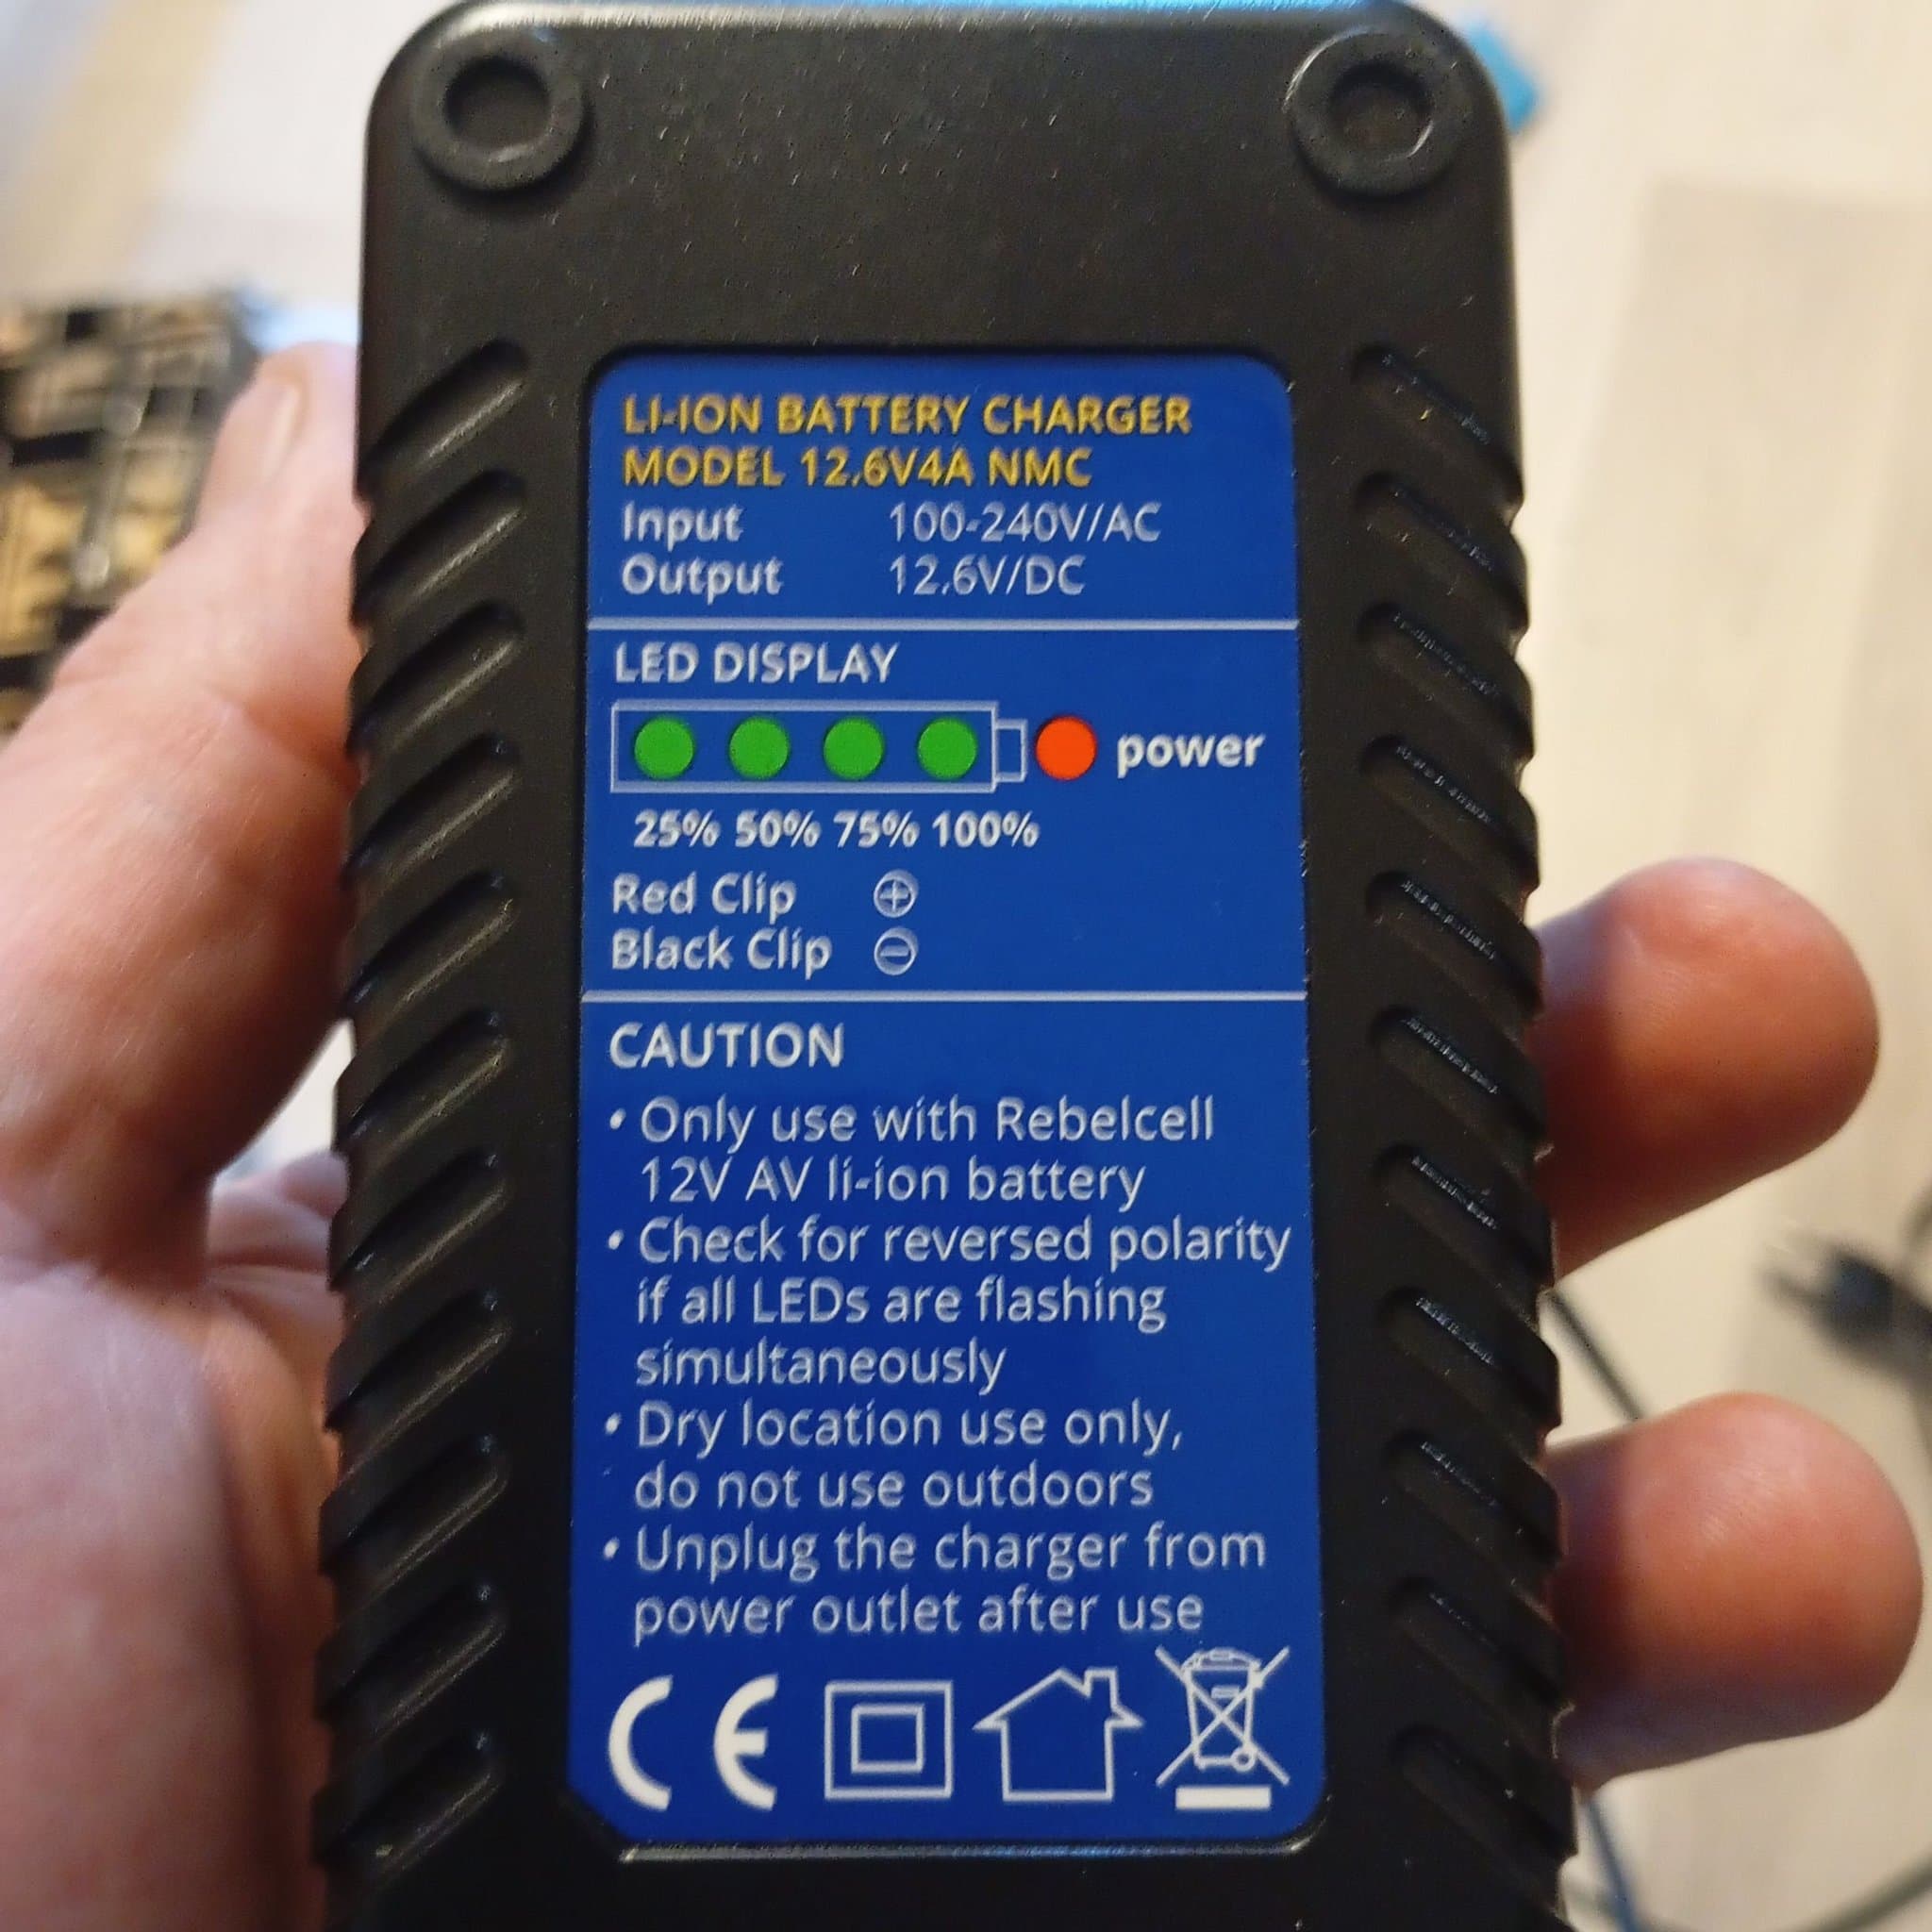 LI-ION BATTERY CHARGER
MODEL 12.6V4A NMC
Input 100-240V/AC
Output 12.6V/DC
LED DISPLAY
power
25% 50% 75% 100%
Red Clip ⊕
Black Clip ⊖
CAUTION
• Only use with Rebelcell
12V AV li-ion battery
• Check for reversed polarity
if all LEDs are flashing
simultaneously
• Dry location use only,
do not use outdoors
• Unplug the charger from
power outlet after use
CE